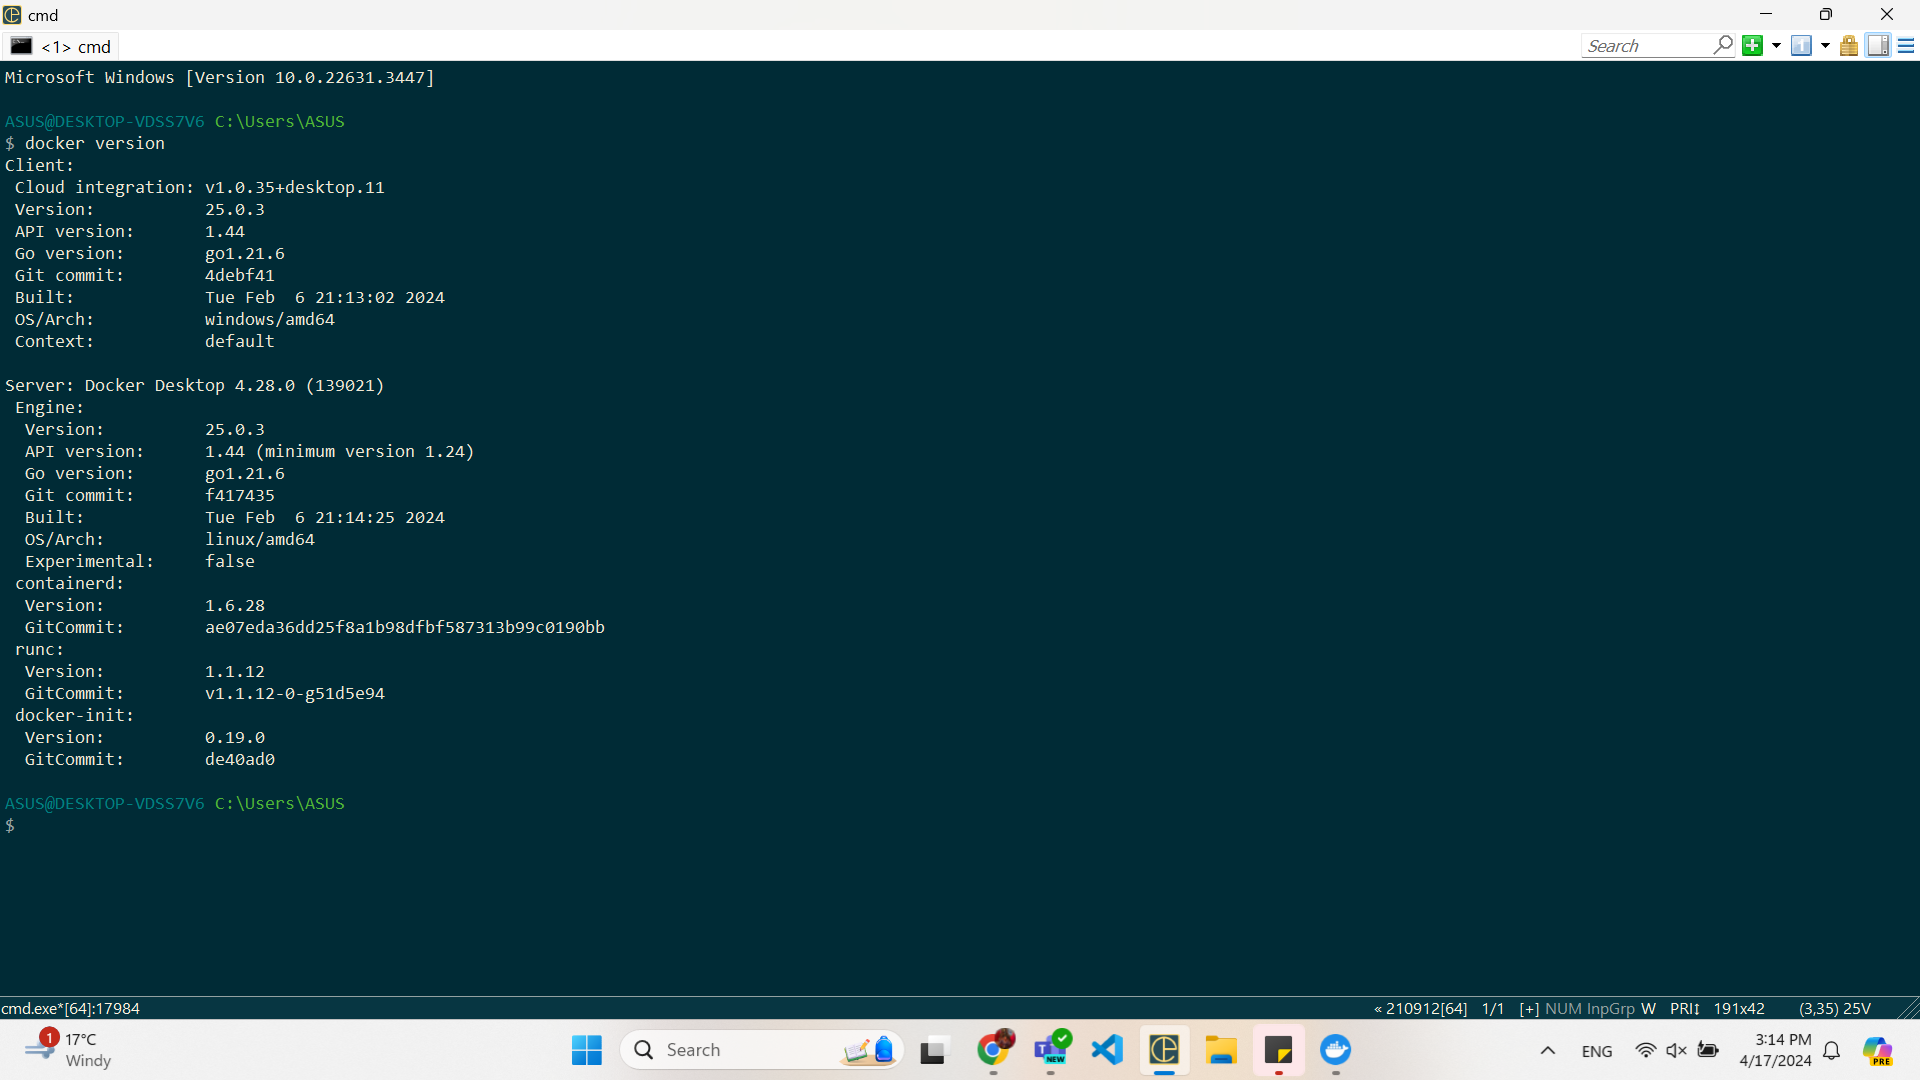 cmd
<1> cmd
Search
Microsoft Windows [Version 10.0.22631.3447]
ASUS@DESKTOP-VDSS7V6 C:\Users\ASUS
$ docker version
Client:
Cloud integration: v1.0.35+desktop.11
Version: 25.0.3
API version: 1.44
Go version: go1.21.6
Git commit: 4debf41
Built: Tue Feb  6 21:13:02 2024
OS/Arch: windows/amd64
Context: default
Server: Docker Desktop 4.28.0 (139021)
Engine:
Version: 25.0.3
API version: 1.44 (minimum version 1.24)
Go version: go1.21.6
Git commit: f417435
Built: Tue Feb  6 21:14:25 2024
OS/Arch: linux/amd64
Experimental: false
containerd:
Version: 1.6.28
GitCommit: ae07eda36dd25f8a1b98dfbf587313b99c0190bb
runc:
Version: 1.1.12
GitCommit: v1.1.12-0-g51d5e94
docker-init:
Version: 0.19.0
GitCommit: de40ad0
ASUS@DESKTOP-VDSS7V6 C:\Users\ASUS
$
cmd.exe*[64]:17984 « 210912[64] 1/1 [+] NUM InpGrp W PRI↕ 191x42 (3,35) 25V
1 17°C
Windy
Search
NEW
ENG
3:14 PM
4/17/2024
PRE